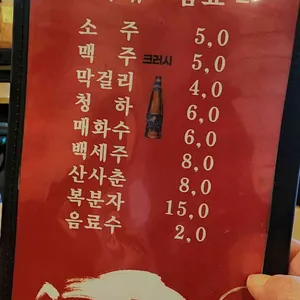 소 주 5,0
맥 주 크러시 5,0
막걸리 4,0
청 하 6,0
매화수 6,0
백세주 8,0
산사춘 8,0
복분자 15,0
음료수 2,0